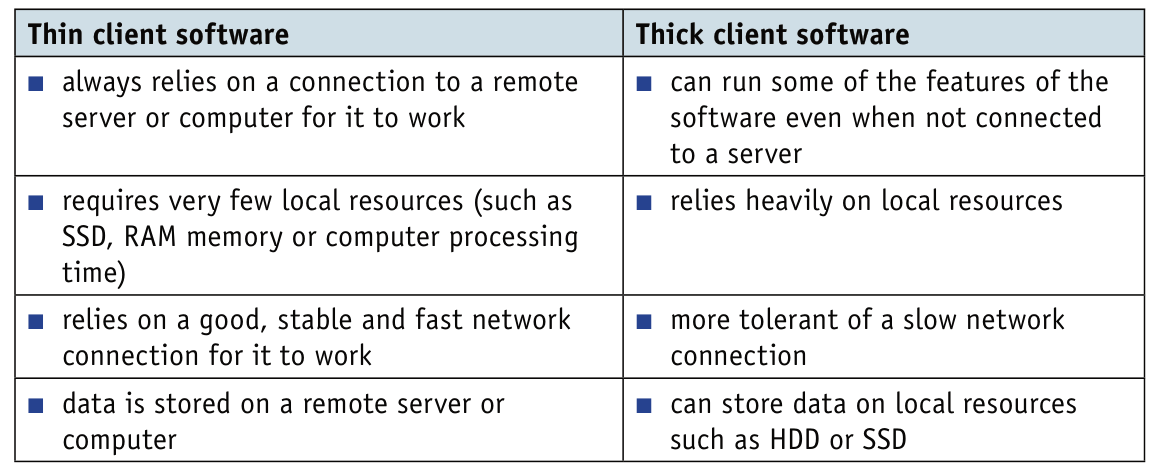 Thin client software
Thick client software
■ always relies on a connection to a remote
server or computer for it to work
■ can run some of the features of the
software even when not connected
to a server
■ requires very few local resources (such as
SSD, RAM memory or computer processing
time)
■ relies heavily on local resources
■ relies on a good, stable and fast network
connection for it to work
■ more tolerant of a slow network
connection
■ data is stored on a remote server or
computer
■ can store data on local resources
such as HDD or SSD